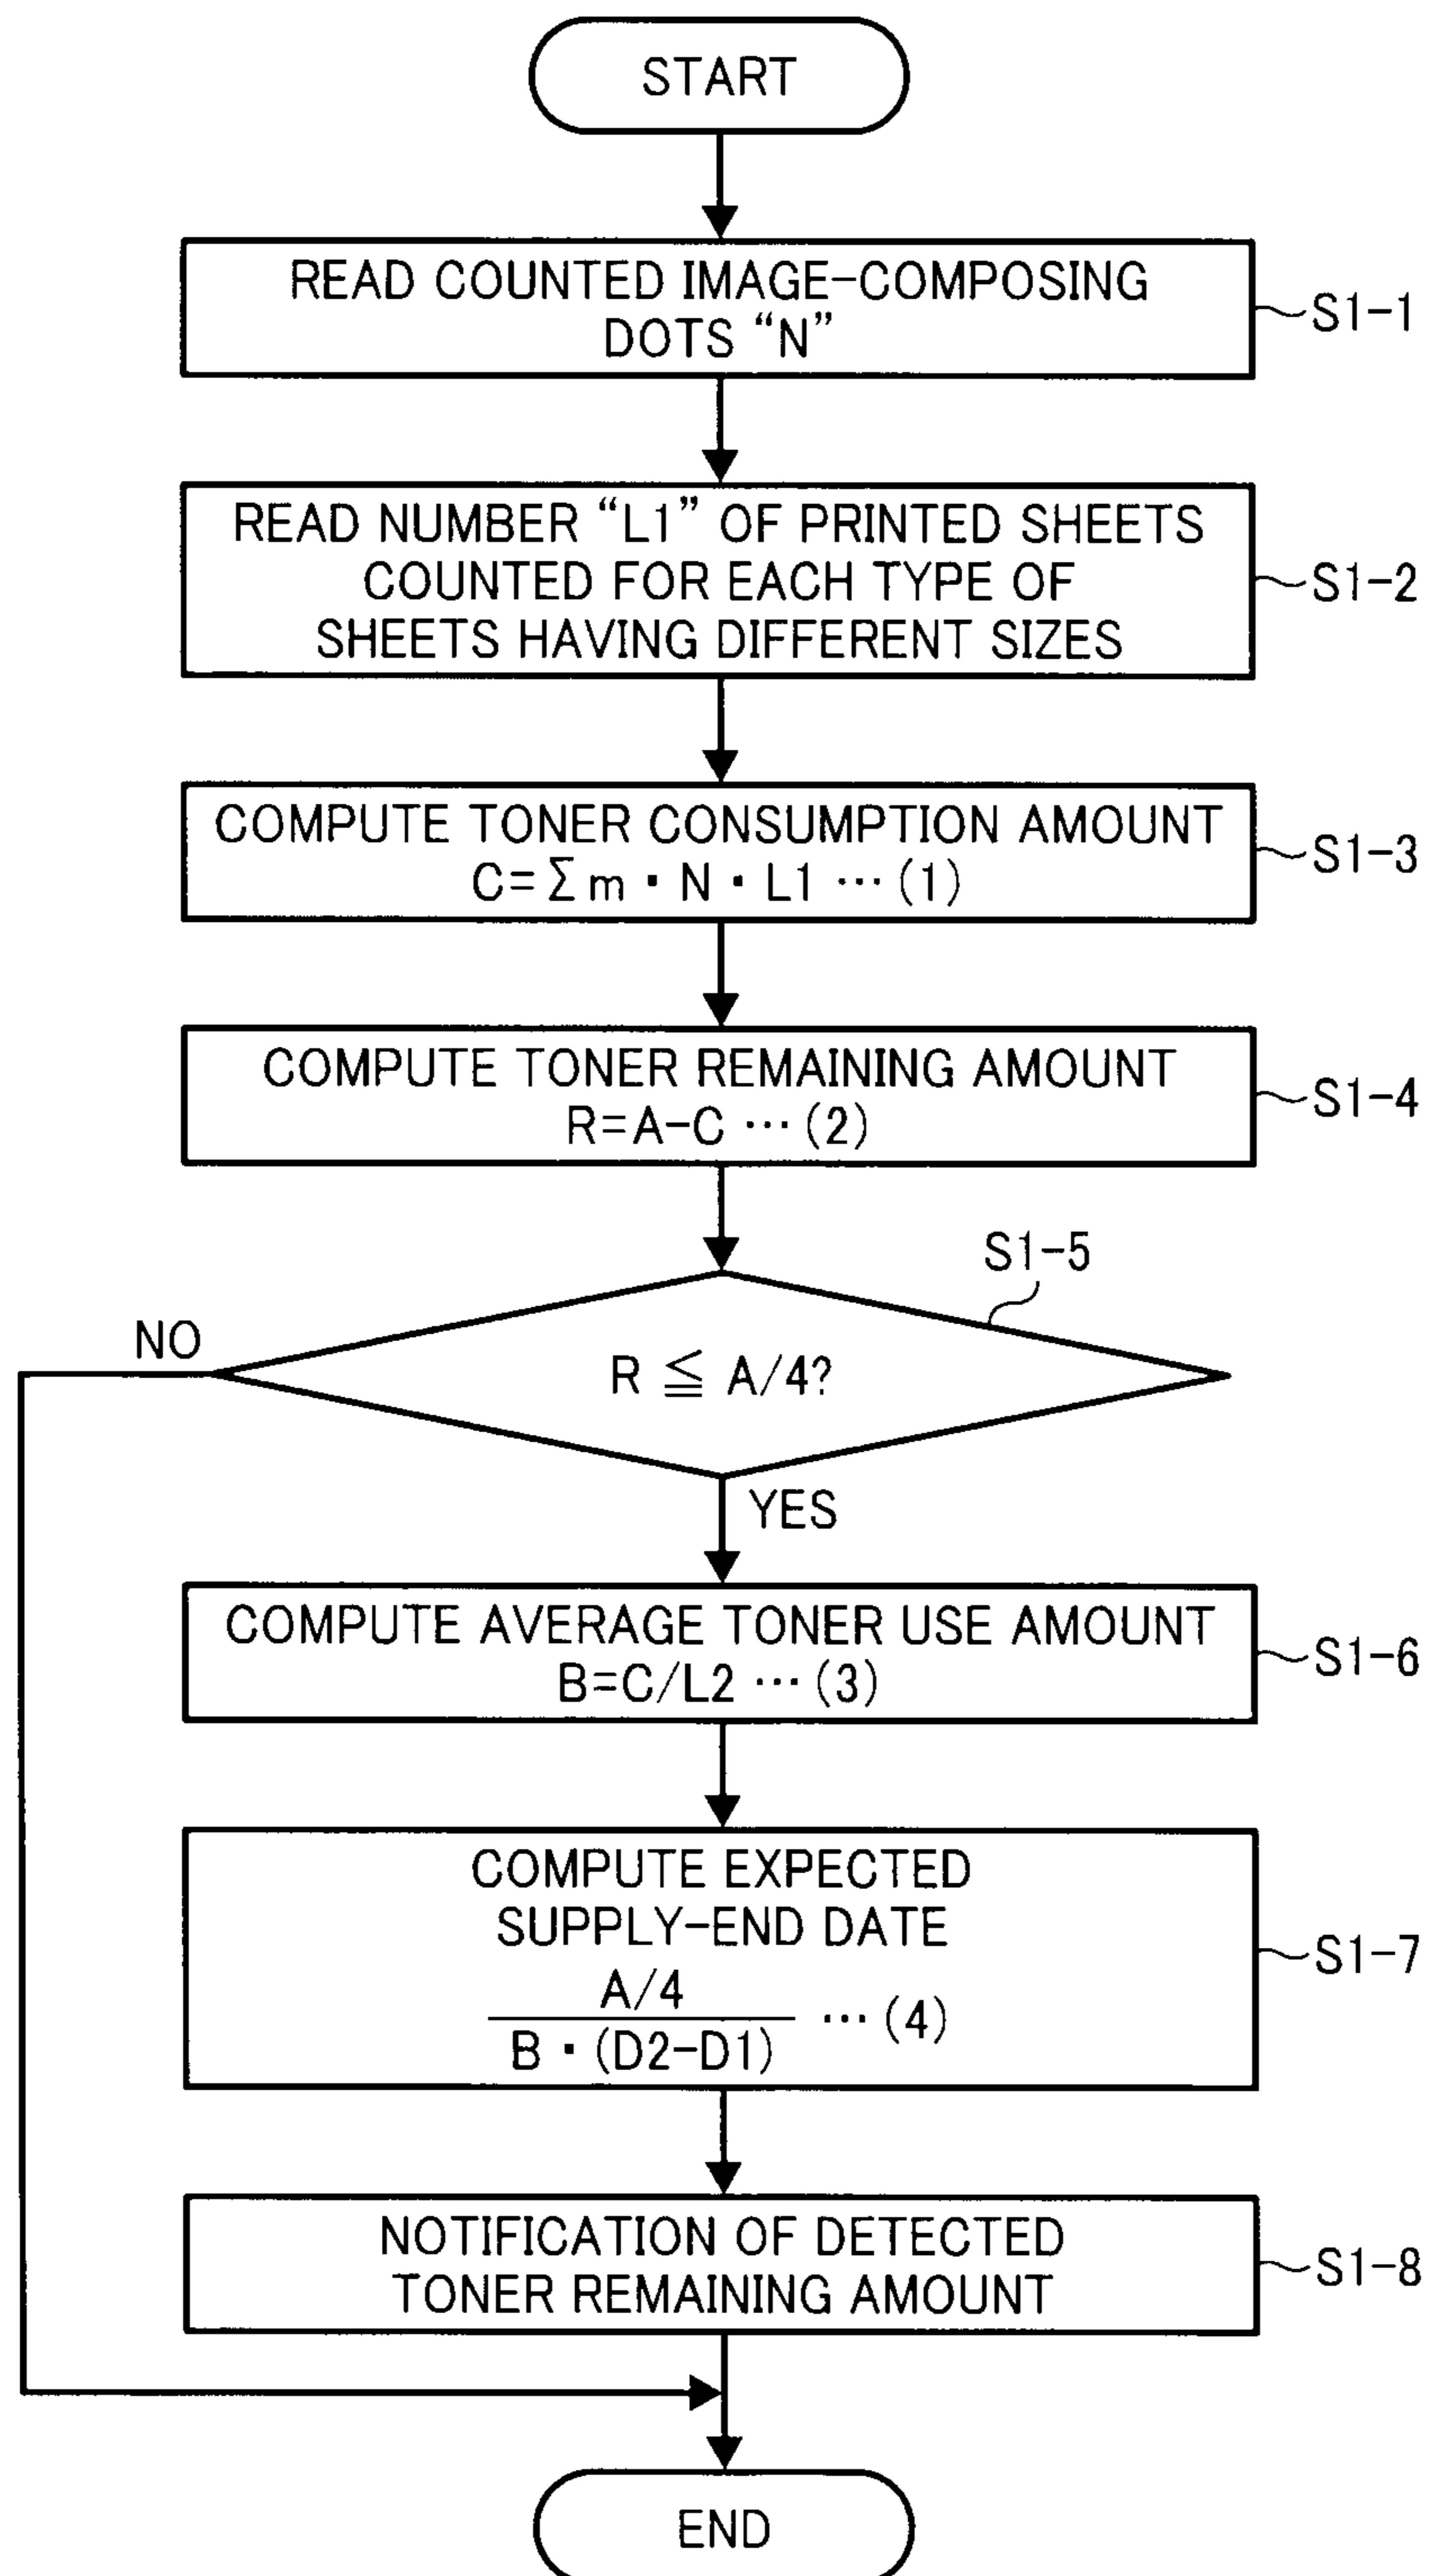 START
READ COUNTED IMAGE-COMPOSING
DOTS “N”
S1-1
READ NUMBER “L1” OF PRINTED SHEETS
COUNTED FOR EACH TYPE OF
SHEETS HAVING DIFFERENT SIZES
S1-2
COMPUTE TONER CONSUMPTION AMOUNT
C=Σm・N・L1 …(1)
S1-3
COMPUTE TONER REMAINING AMOUNT
R=A-C …(2)
S1-4
S1-5
NO
R ≦ A/4?
YES
COMPUTE AVERAGE TONER USE AMOUNT
B=C/L2 …(3)
S1-6
COMPUTE EXPECTED
SUPPLY-END DATE
A/4
B・(D2-D1)
…(4)
S1-7
NOTIFICATION OF DETECTED
TONER REMAINING AMOUNT
S1-8
END